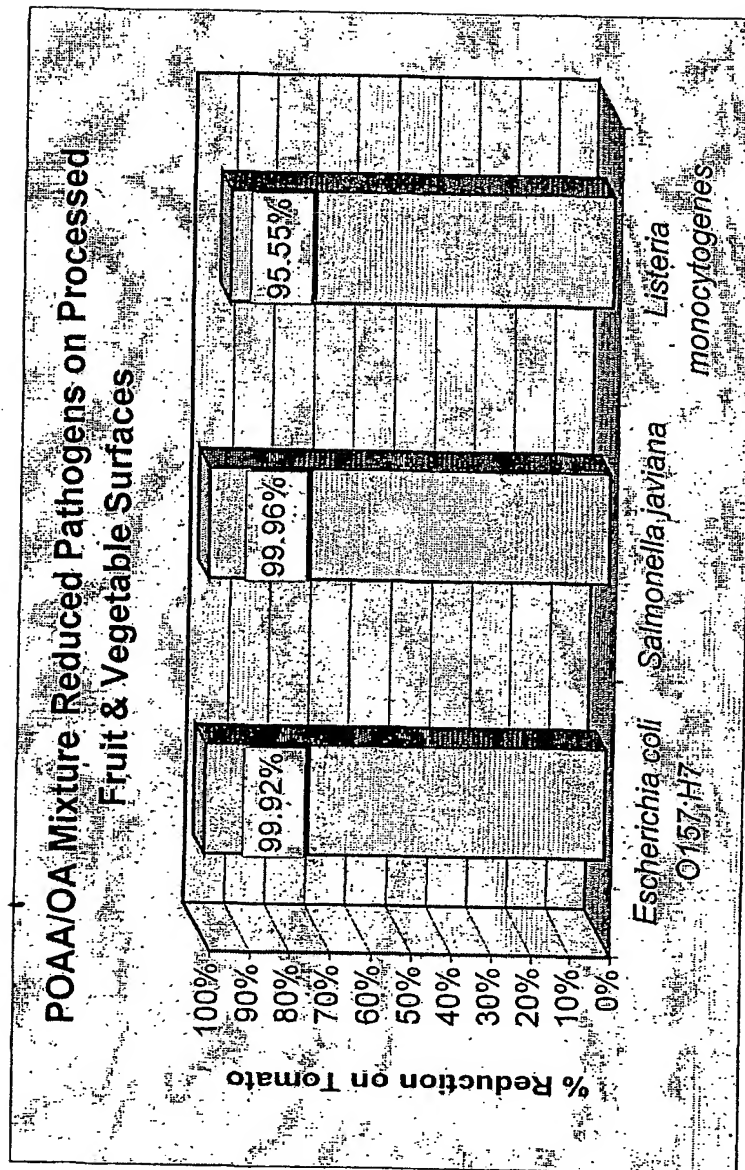 POAA/OA Mixture Reduced Pathogens on Processed
Fruit & Vegetable Surfaces
% Reduction on Tomato
100%
90%
80%
70%
60%
50%
40%
30%
20%
10%
0%
99.92%
99.96%
95.55%
Escherichia coli
O157:H7
Salmonella javiana
Listeria
monocytogenes